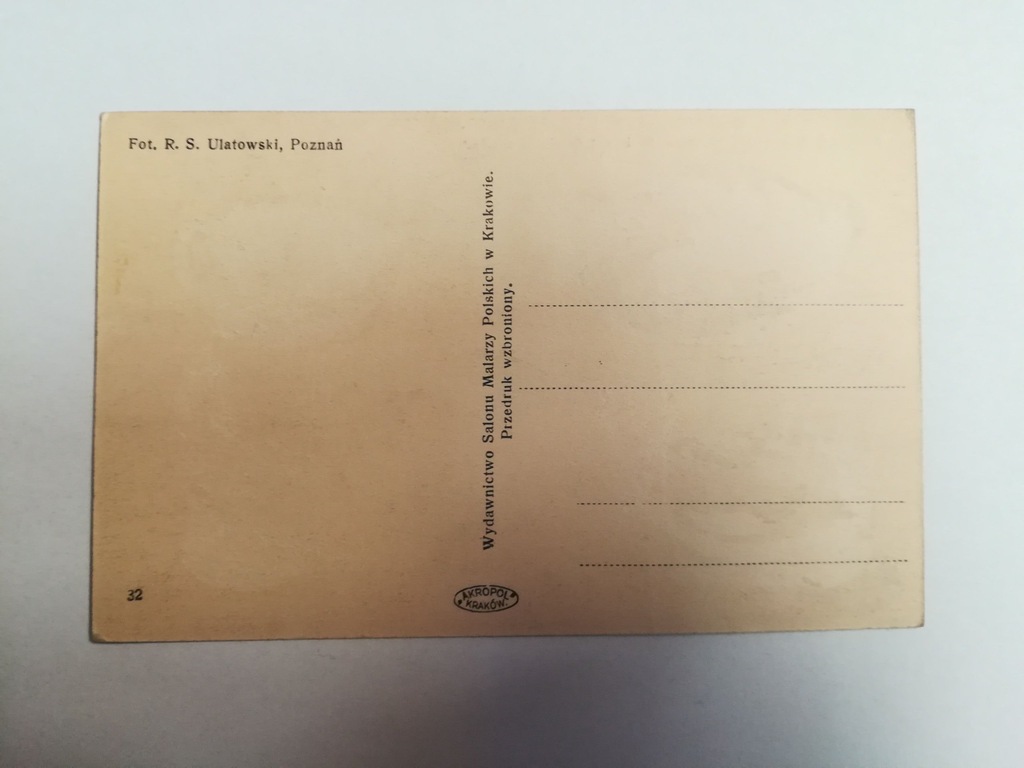 Fot. R. S. Ulatowski, Poznań
Wydawnictwo Salonu Malarzy Polskich w Krakowie.
Przedruk wzbroniony.
32
AKROPOL
KRAKÓW.